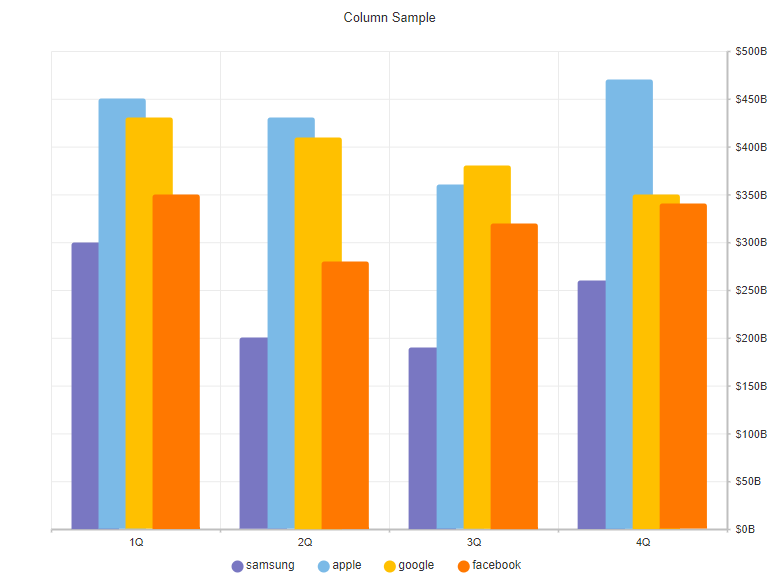 Column Sample
$500B
$450B
$400B
$350B
$300B
$250B
$200B
$150B
$100B
$50B
$0B
1Q 2Q 3Q 4Q
samsung apple google facebook